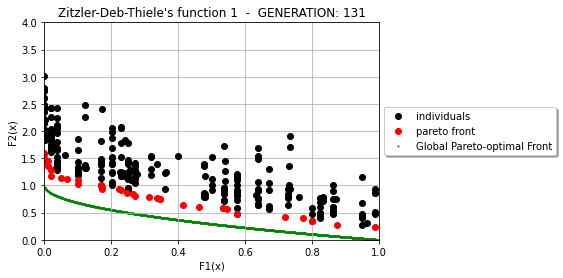 Zitzler-Deb-Thiele's function 1 - GENERATION: 131
4.0
3.5
3.0
2.5
2.0
1.5
1.0
0.5
0.0
F2(x)
0.0 0.2 0.4 0.6 0.8 1.0
F1(x)
individuals
pareto front
Global Pareto-optimal Front